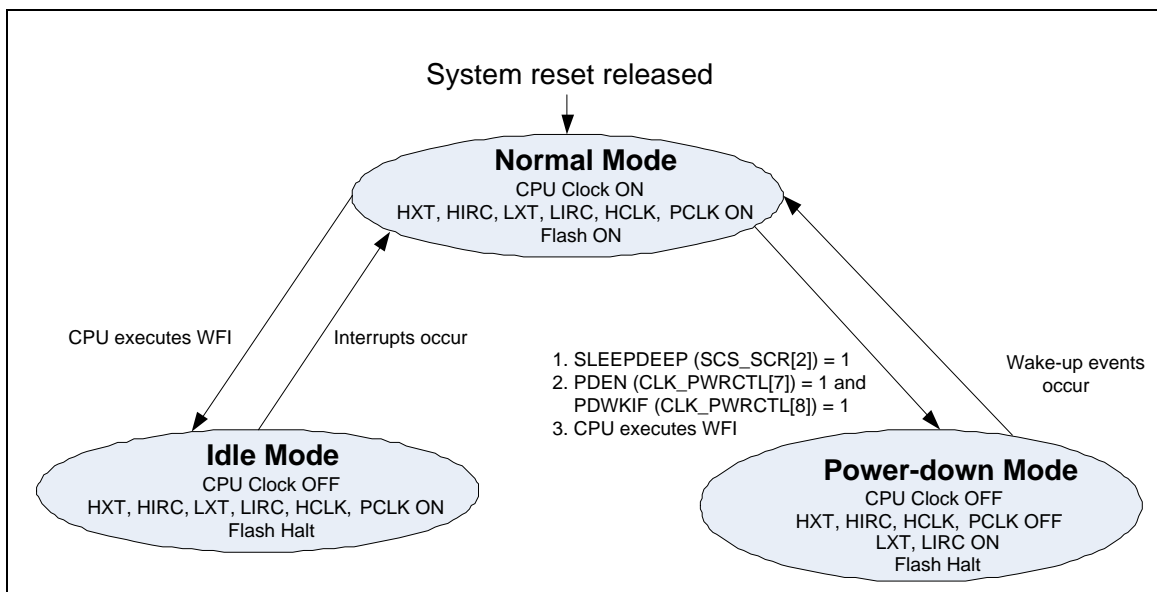 System reset released
Normal Mode
CPU Clock ON
HXT, HIRC, LXT, LIRC, HCLK, PCLK ON
Flash ON
CPU executes WFI
Interrupts occur
1. SLEEPDEEP (SCS_SCR[2]) = 1
2. PDEN (CLK_PWRCTL[7]) = 1 and
PDWKIF (CLK_PWRCTL[8]) = 1
3. CPU executes WFI
Wake-up events
occur
Idle Mode
CPU Clock OFF
HXT, HIRC, LXT, LIRC, HCLK, PCLK ON
Flash Halt
Power-down Mode
CPU Clock OFF
HXT, HIRC, HCLK, PCLK OFF
LXT, LIRC ON
Flash Halt